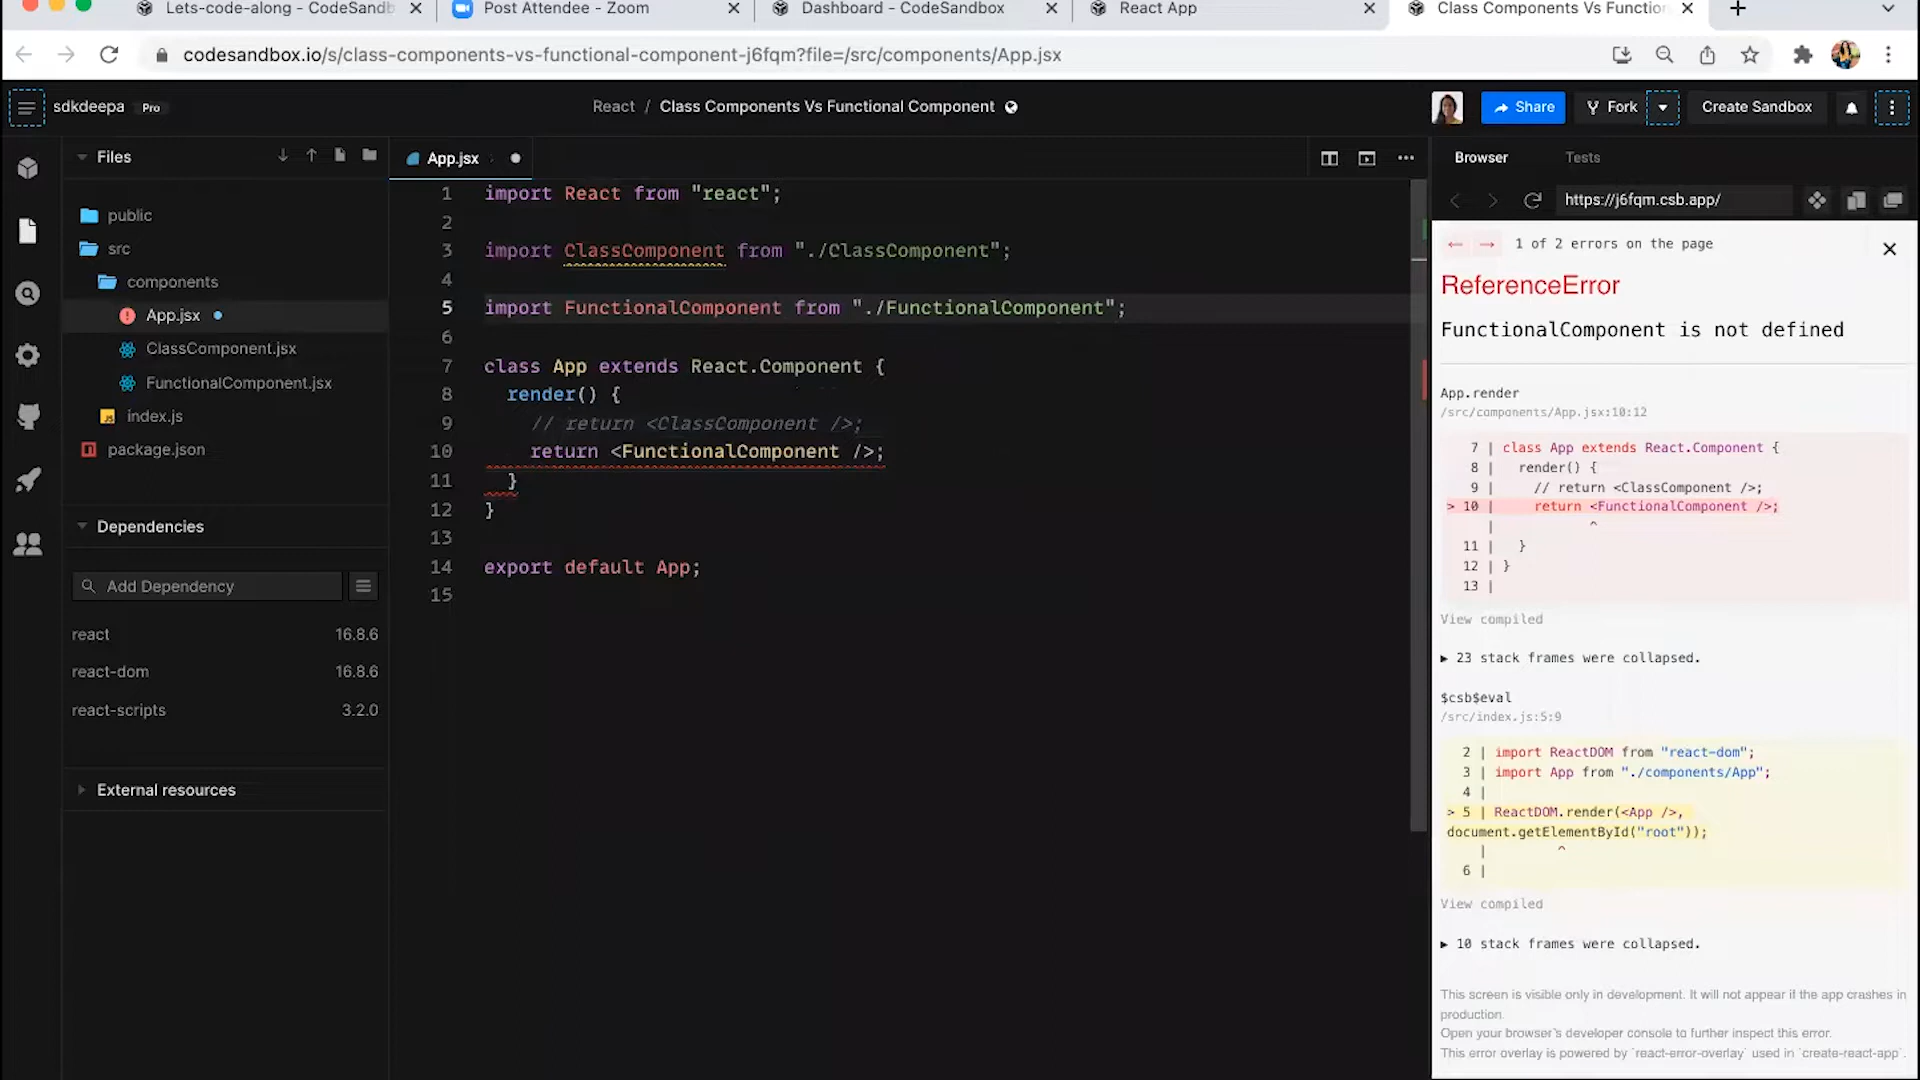 Lets-code-along - CodeSandb
Post Attendee - Zoom
Dashboard - CodeSandbox
React App
Class Components Vs Function
codesandbox.io/s/class-components-vs-functional-component-j6fqm?file=/src/components/App.jsx
sdkdeepa Pro
React / Class Components Vs Functional Component
Share
Fork
Create Sandbox
Files
public
src
components
App.jsx
ClassComponent.jsx
FunctionalComponent.jsx
index.js
package.json
Dependencies
Add Dependency
react 16.8.6
react-dom 16.8.6
react-scripts 3.2.0
External resources
App.jsx
1 import React from "react";
2
3 import ClassComponent from "./ClassComponent";
4
5 import FunctionalComponent from "./FunctionalComponent";
6
7 class App extends React.Component {
8 render() {
9 // return <ClassComponent />;
10 return <FunctionalComponent />;
11 }
12 }
13
14 export default App;
15
Browser Tests
https://j6fqm.csb.app/
← → 1 of 2 errors on the page
ReferenceError
FunctionalComponent is not defined
App.render
/src/components/App.jsx:10:12
7 | class App extends React.Component {
8 | render() {
9 | // return <ClassComponent />;
> 10 | return <FunctionalComponent />;
| ^
11 | }
12 | }
13 |
View compiled
▶ 23 stack frames were collapsed.
$csb$eval
/src/index.js:5:9
2 | import ReactDOM from "react-dom";
3 | import App from "./components/App";
4 |
> 5 | ReactDOM.render(<App />,
document.getElementById("root"));
| ^
6 |
View compiled
▶ 10 stack frames were collapsed.
This screen is visible only in development. It will not appear if the app crashes in
production.
Open your browser's developer console to further inspect this error.
This error overlay is powered by `react-error-overlay` used in `create-react-app`.